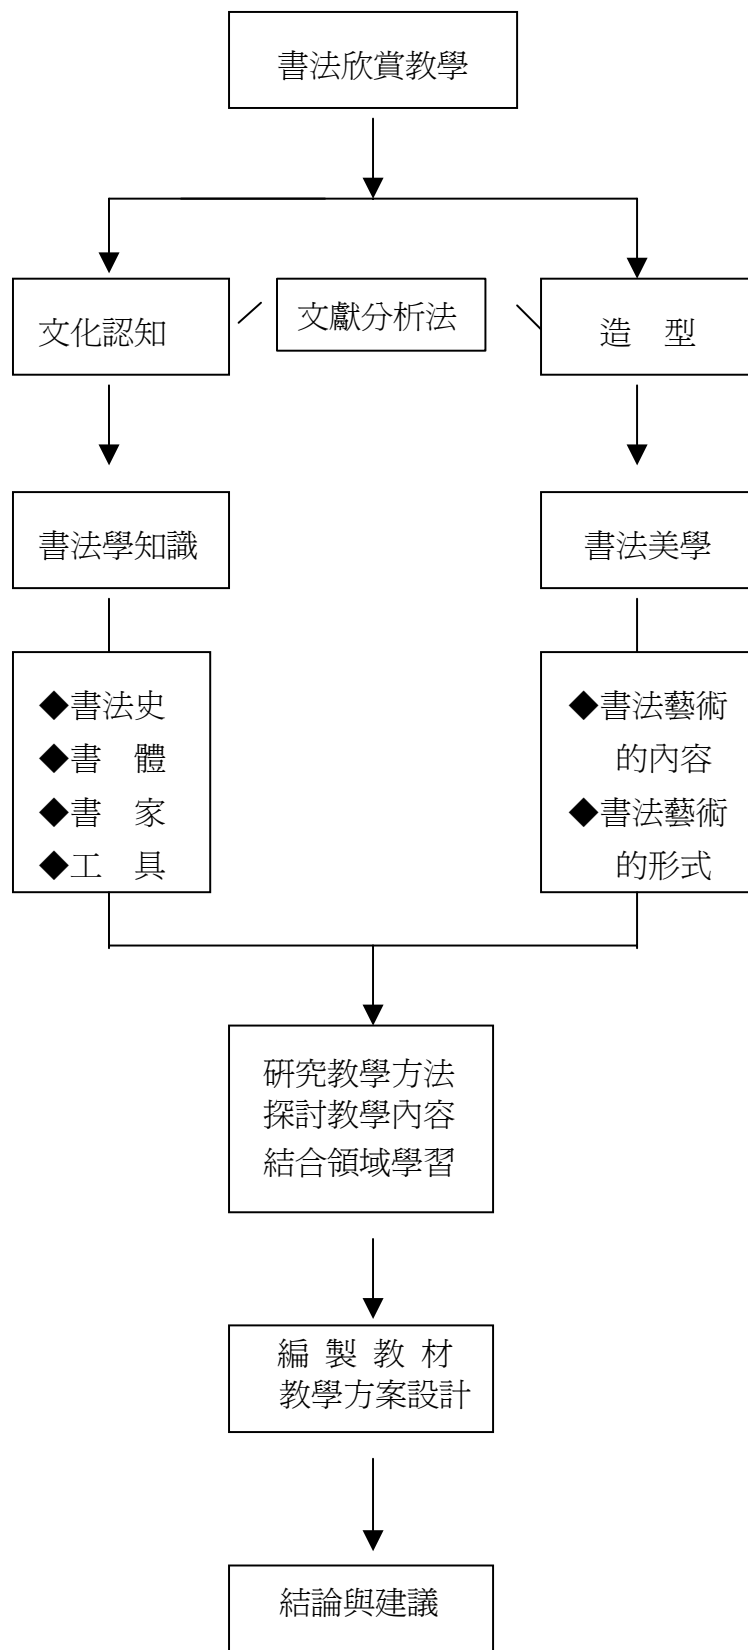 書法欣賞教學
文化認知
文獻分析法
造　型
書法學知識
書法美學
◆書法史
◆書　體
◆書　家
◆工　具
◆書法藝術
的內容
◆書法藝術
的形式
研究教學方法
探討教學內容
結合領域學習
編 製 教 材
教學方案設計
結論與建議